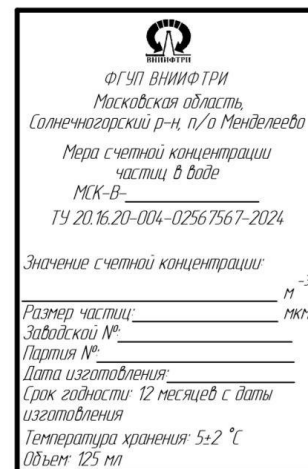 ВНИИФТРИ
ФГУП ВНИИФТРИ
Московская область,
Солнечногорский р-н, п/о Менделеево
Мера счетной концентрации
частиц в воде
МСК-В-
ТУ 20.16.20-004-02567567-2024
Значение счетной концентрации:
м⁻³
Размер частиц: мкм
Заводской №:
Партия №:
Дата изготовления:
Срок годности: 12 месяцев с даты
изготовления
Температура хранения: 5±2 °С
Объем: 125 мл